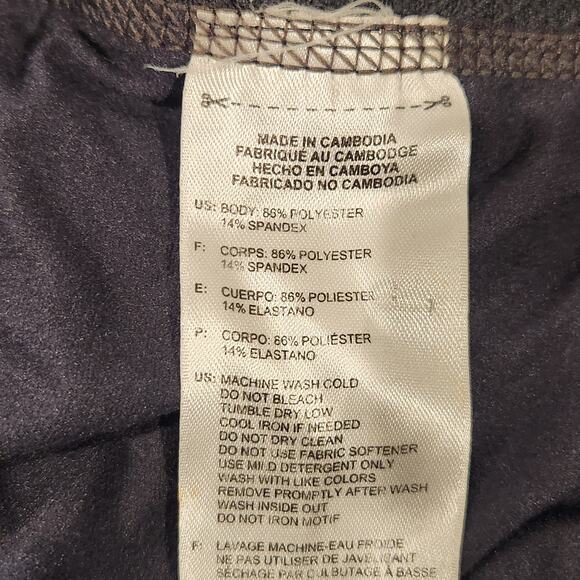 MADE IN CAMBODIA
FABRIQUÉ AU CAMBODGE
HECHO EN CAMBOYA
FABRICADO NO CAMBODIA
US: BODY: 86% POLYESTER
14% SPANDEX
F: CORPS: 86% POLYESTER
14% SPANDEX
E: CUERPO: 86% POLIESTER
14% ELASTANO
P: CORPO: 86% POLIÉSTER
14% ELASTANO
US: MACHINE WASH COLD
DO NOT BLEACH
TUMBLE DRY LOW
COOL IRON IF NEEDED
DO NOT DRY CLEAN
DO NOT USE FABRIC SOFTENER
USE MILD DETERGENT ONLY
WASH WITH LIKE COLORS
REMOVE PROMPTLY AFTER WASH
WASH INSIDE OUT
DO NOT IRON MOTIF
F: LAVAGE MACHINE-EAU FROIDE
NE PAS UTILISER DE JAVELLISANT
SÉCHAGE PAR CULBUTAGE À BASSE